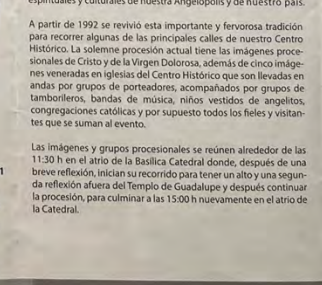 espirituales y culturales de nuestra Angelópolis y de nuestro país.
A partir de 1992 se revivió esta importante y fervorosa tradición
para recorrer algunas de las principales calles de nuestro Centro
Histórico. La solemne procesión actual tiene las imágenes proce-
sionales de Cristo y de la Virgen Dolorosa, además de cinco imáge-
nes veneradas en iglesias del Centro Histórico que son llevadas en
andas por grupos de porteadores, acompañados por grupos de
tamborileros, bandas de música, niños vestidos de angelitos,
congregaciones católicas y por supuesto todos los fieles y visitan-
tes que se suman al evento.
Las imágenes y grupos procesionales se reúnen alrededor de las
11:30 h en el atrio de la Basílica Catedral donde, después de una
breve reflexión, inician su recorrido para tener un alto y una segun-
da reflexión afuera del Templo de Guadalupe y después continuar
la procesión, para culminar a las 15:00 h nuevamente en el atrio de
la Catedral.